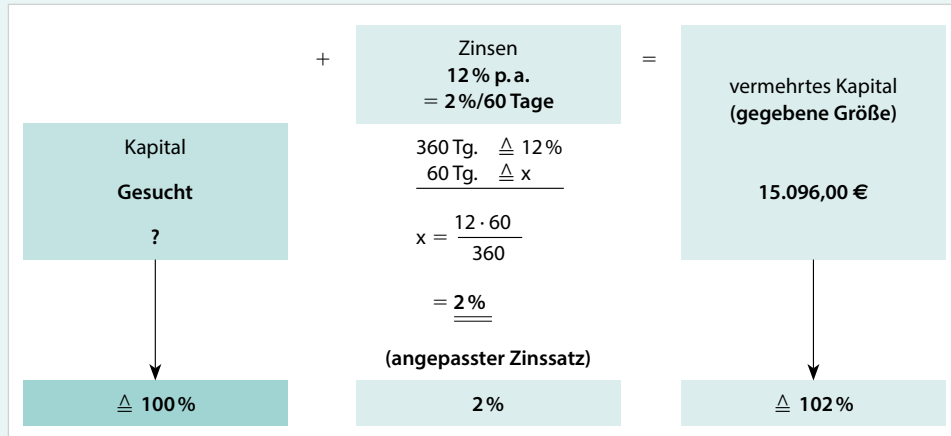 +
Zinsen
12 % p. a.
= 2 %/60 Tage
=
vermehrtes Kapital
(gegebene Größe)
15.096,00 €
Kapital
Gesucht
?
360 Tg. ≙ 12 %
60 Tg. ≙ x
x = 12 · 60
360
= 2 %
(angepasster Zinssatz)
≙ 100 %
2 %
≙ 102 %